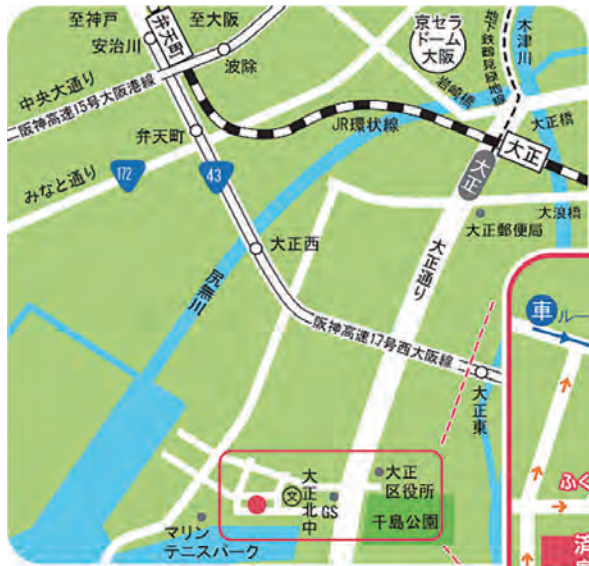 至神戸
至大阪
弁天町
安治川
波除
京セラ
ドーム
大阪
地下鉄鶴見緑地線
木津川
中央大通り
阪神高速15号大阪港線
岩崎橋
弁天町
JR環状線
大正橋
大正
大正
みなと通り
172
43
大浪橋
大正郵便局
大正西
大正通り
尻無川
阪神高速17号西大阪線
車
ルー
大正東
大正
区役所
大正北中
文
GS
千島公園
マリン
テニスパーク
ふく
済